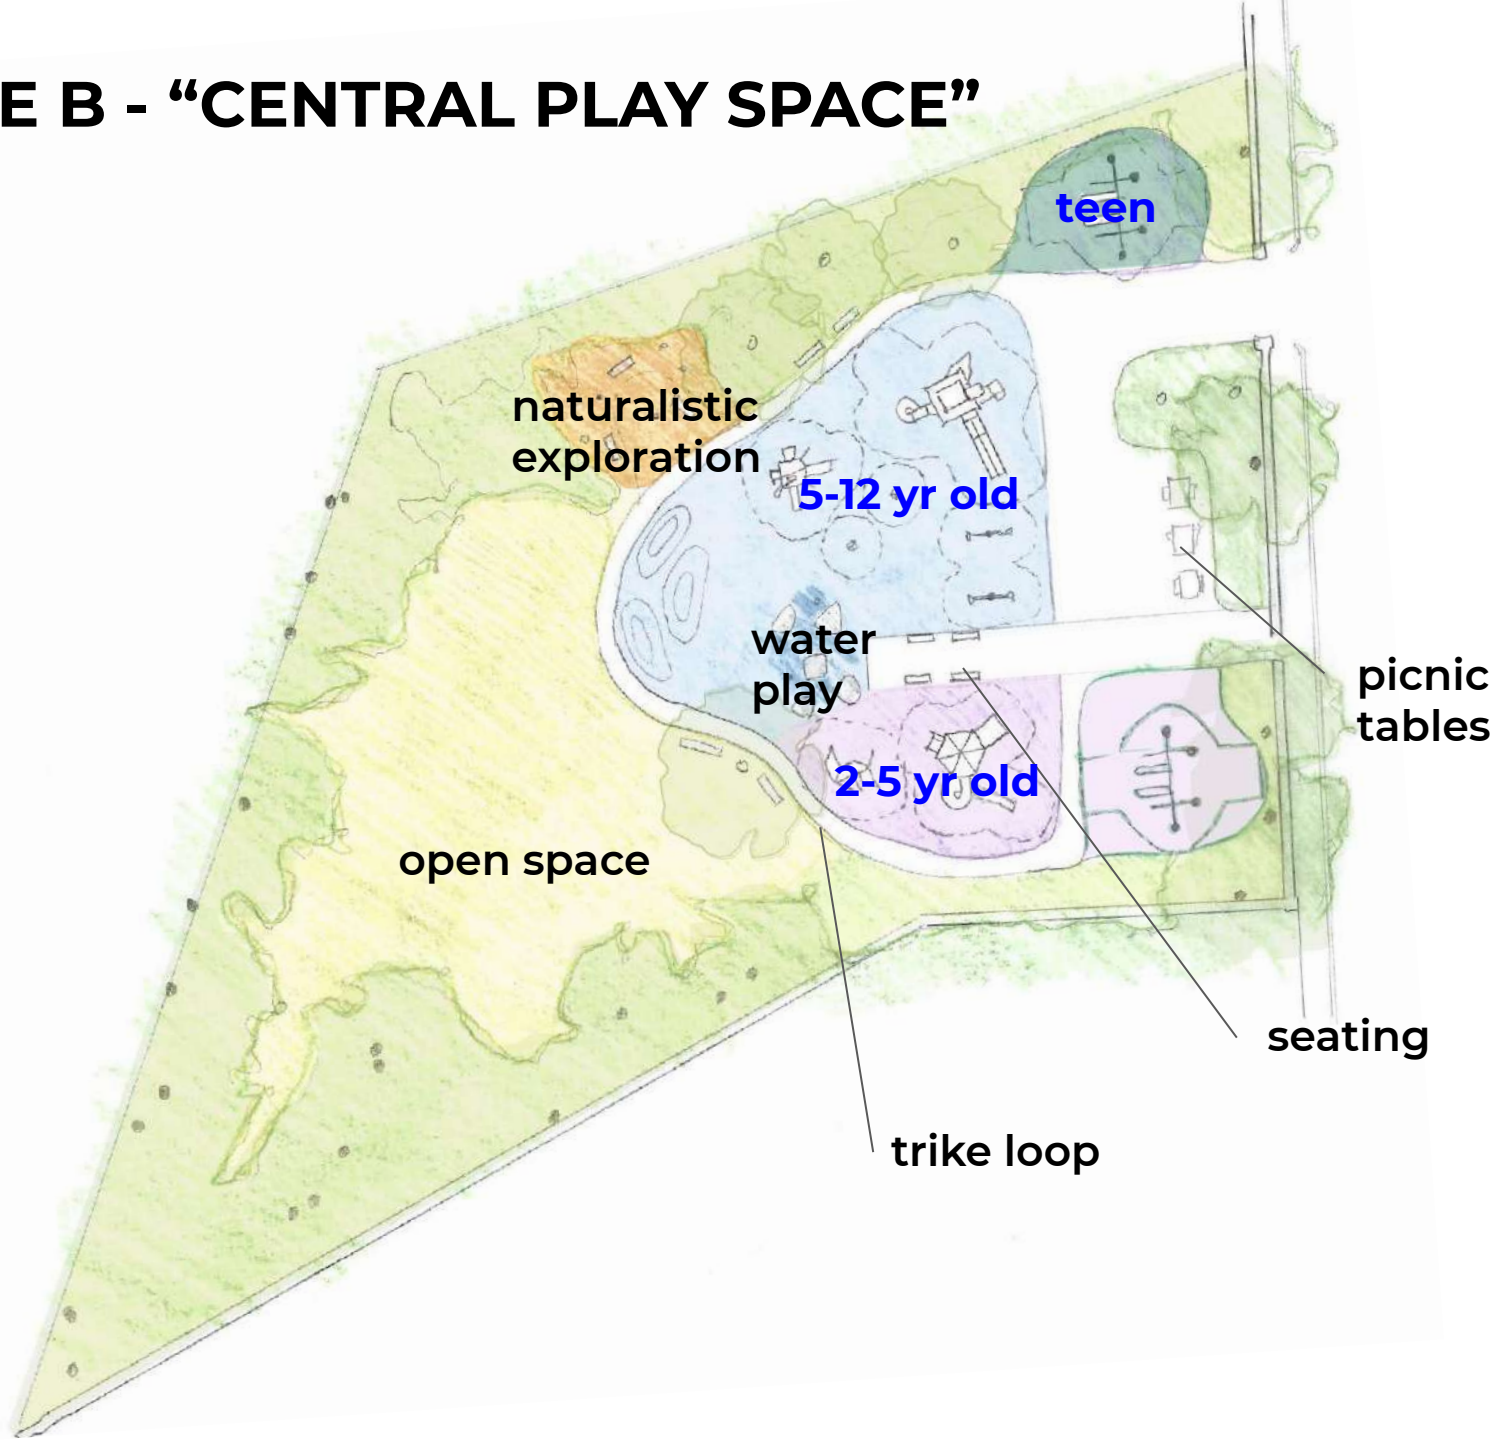 E B - “CENTRAL PLAY SPACE”
teen
naturalistic
exploration
5-12 yr old
water
play
picnic
tables
2-5 yr old
open space
seating
trike loop